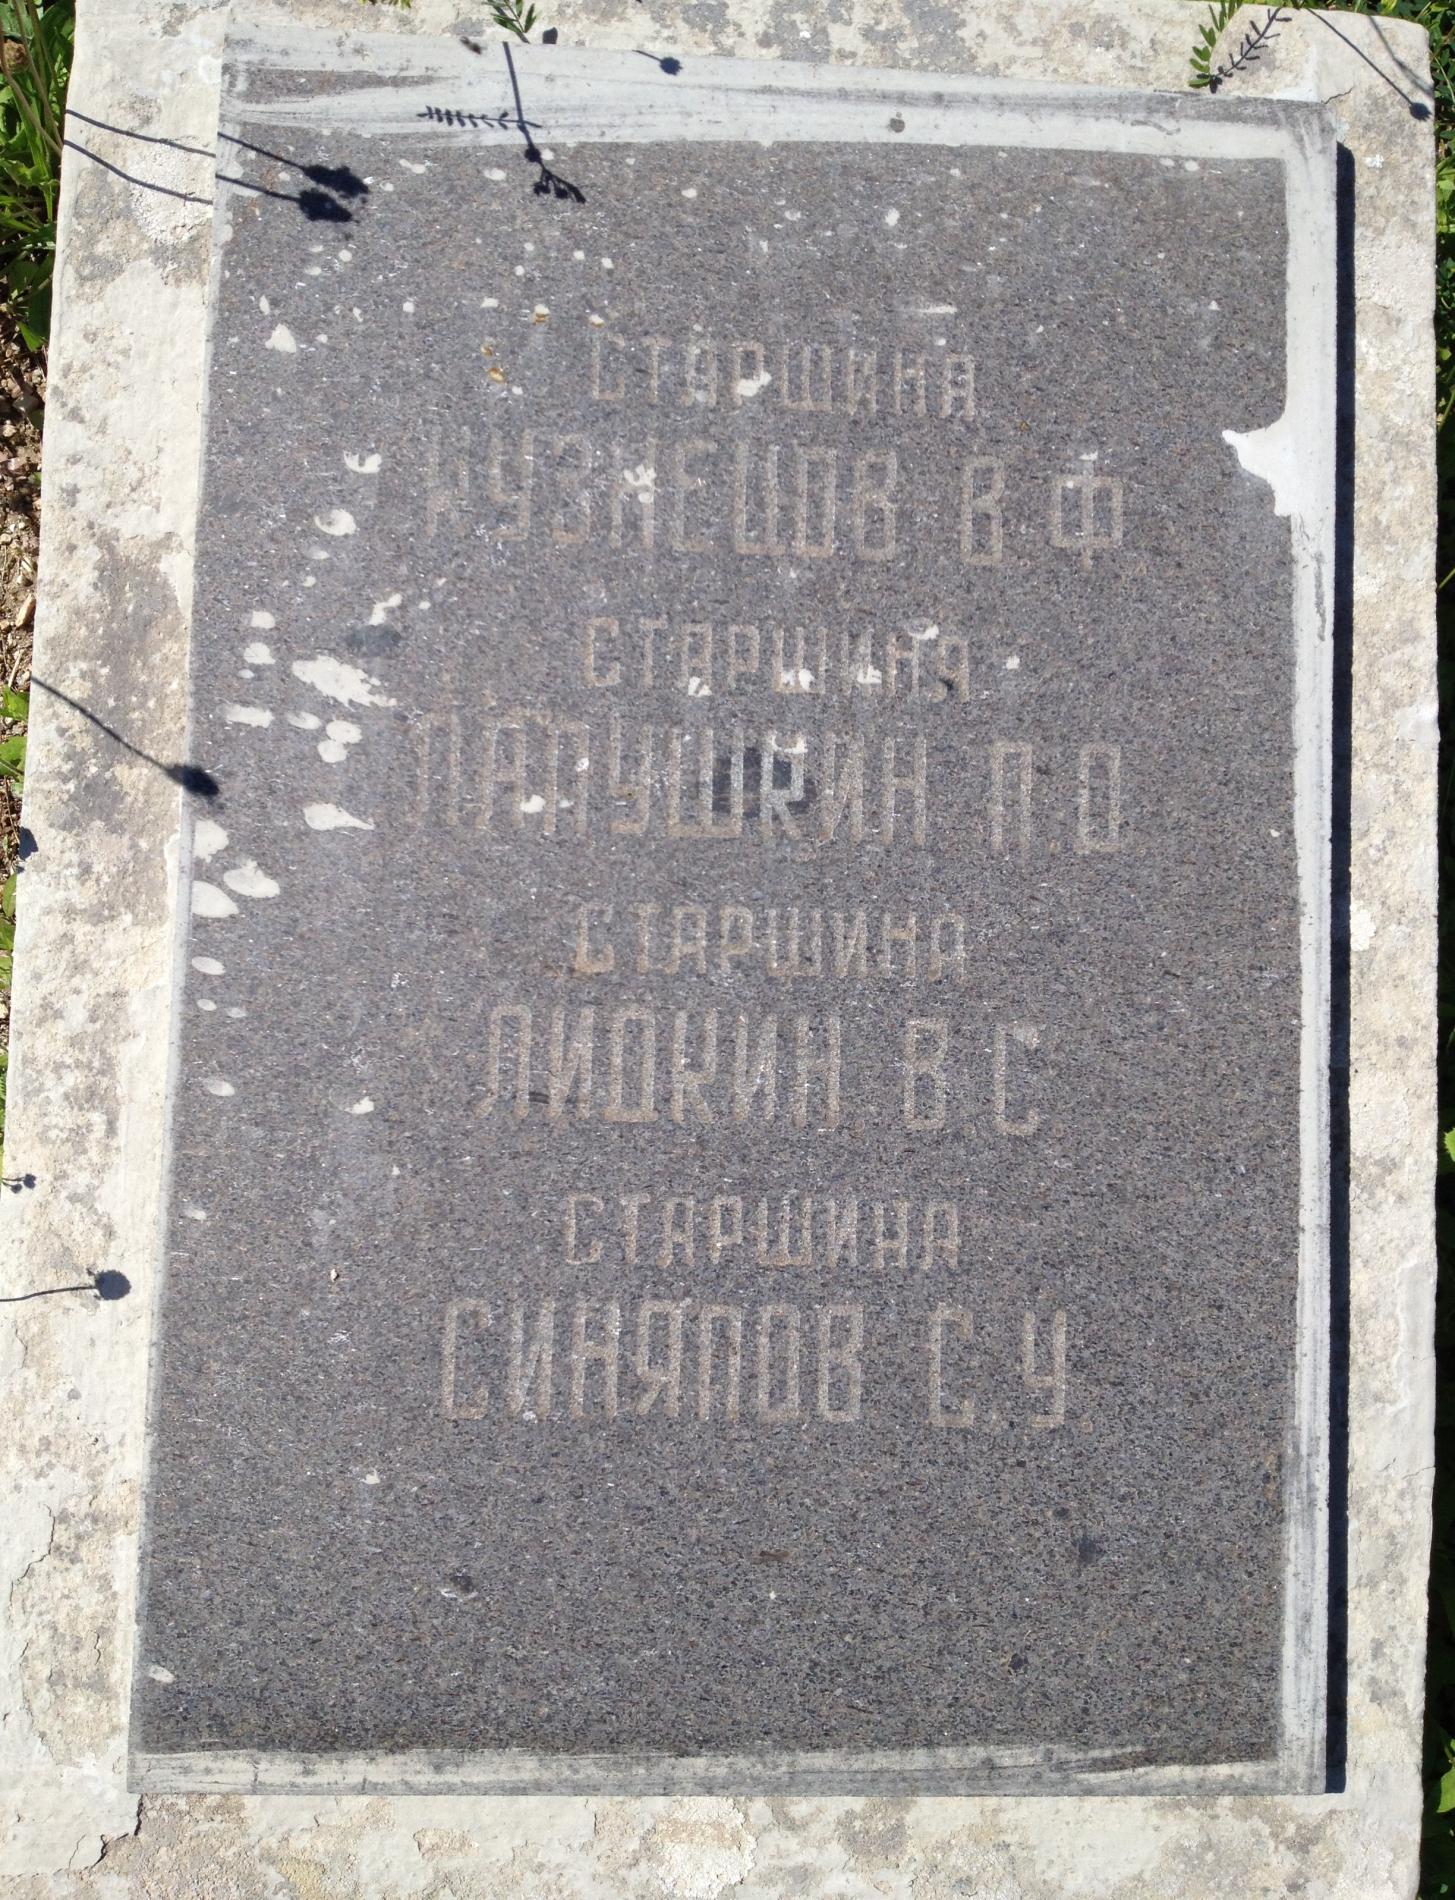 СТАРШИНА
КУЗНЕЦОВ В Ф
СТАРШИНА
ЛАПУШКИН П.О
СТАРШИНА
ЛИДКИН В.С
СТАРШИНА
СИНЯПОВ С.У.